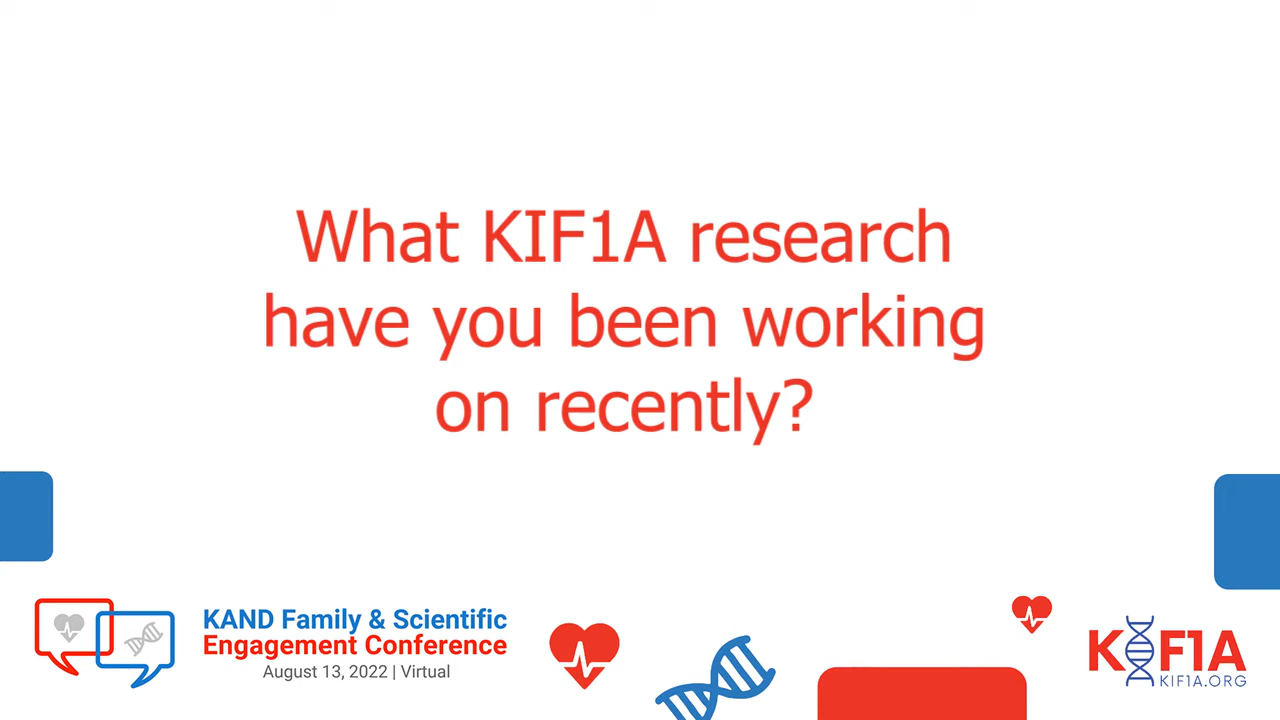 What KIF1A research
have you been working
on recently?
KAND Family & Scientific
Engagement Conference
August 13, 2022 | Virtual
KIF1A
KIF1A.ORG